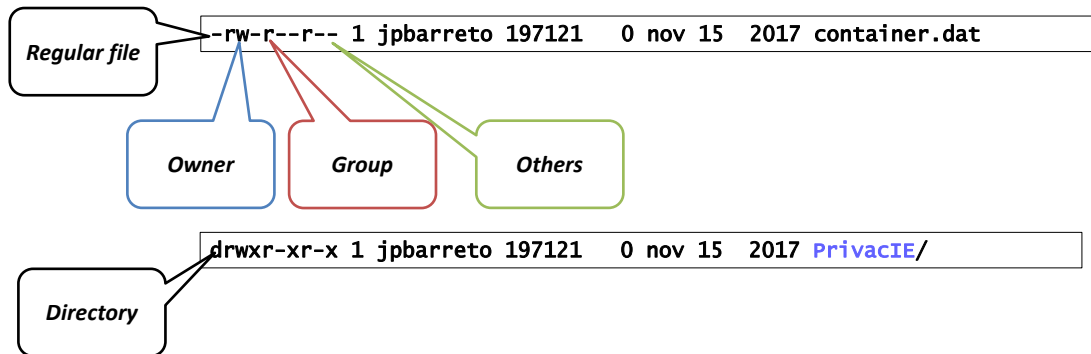 -rw-r--r-- 1 jpbarreto 197121   0 nov 15  2017 container.dat
Regular file
Owner
Group
Others
drwxr-xr-x 1 jpbarreto 197121   0 nov 15  2017 PrivacIE/
Directory